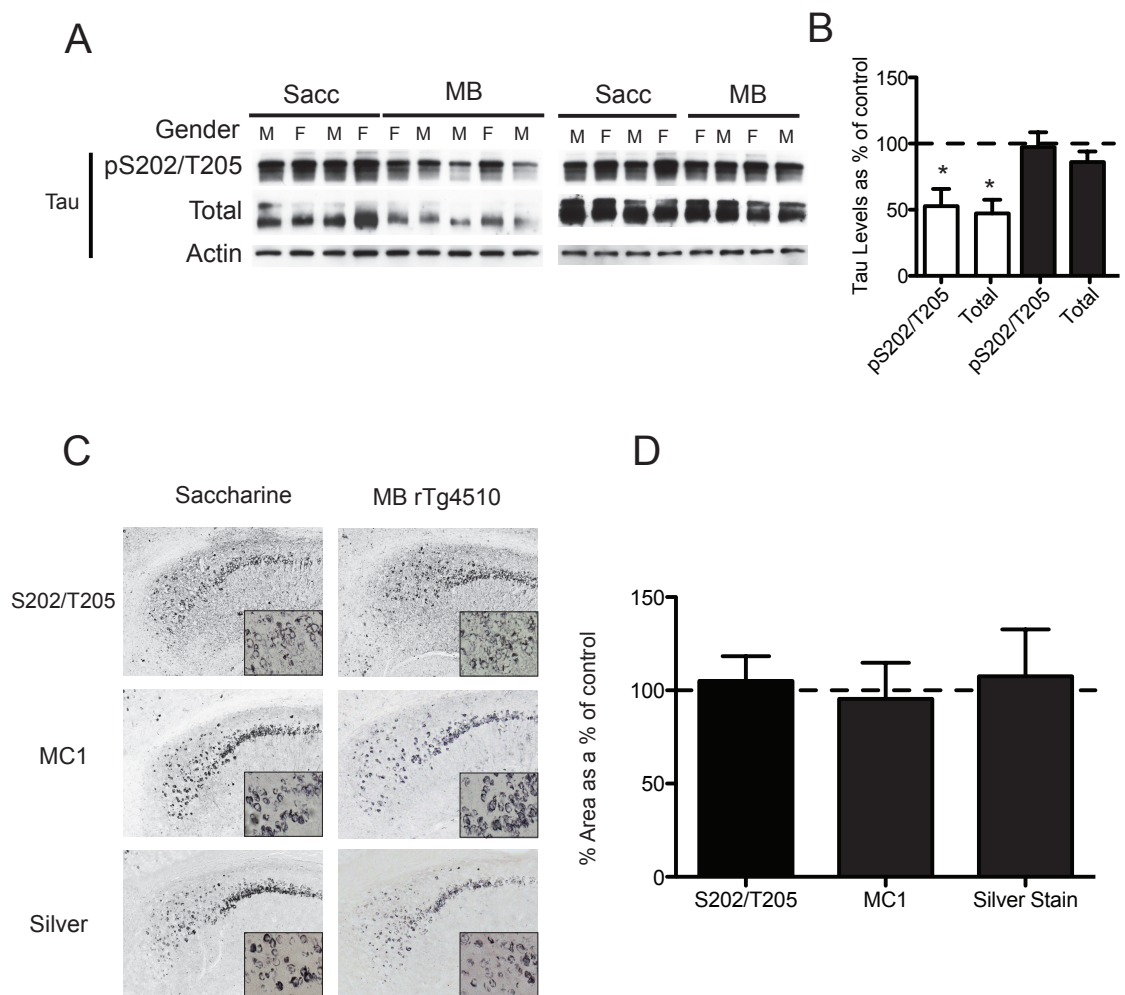 A
Sacc MB Sacc MB
Gender M F M F F M M F M M F M F F M F M
pS202/T205
Tau
Total
Actin
B
Tau Levels as % of control
150
100
* *
50
0
pS202/T205 Total pS202/T205 Total
C
Saccharine MB rTg4510
S202/T205
MC1
Silver
D
% Area as a % of control
150
100
50
0
S202/T205 MC1 Silver Stain